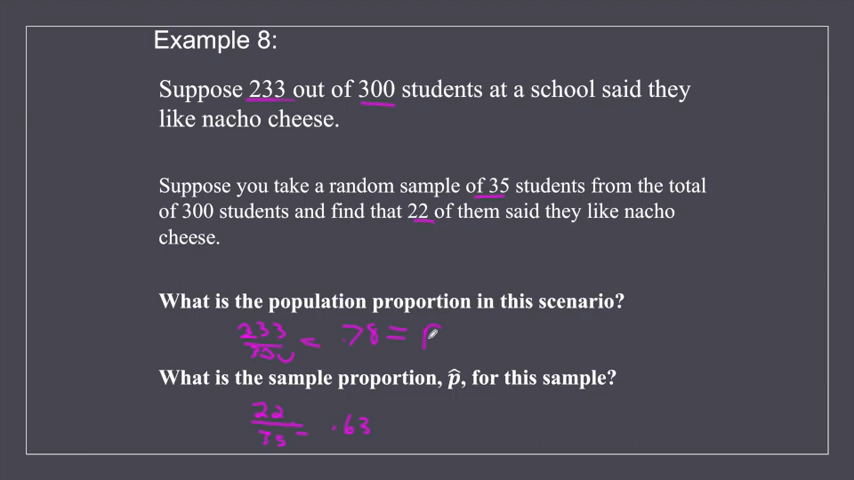 Example 8:
Suppose 233 out of 300 students at a school said they
like nacho cheese.
Suppose you take a random sample of 35 students from the total
of 300 students and find that 22 of them said they like nacho
cheese.
What is the population proportion in this scenario?
233/300 = .78 = p
What is the sample proportion, p̂, for this sample?
22/35 = .63